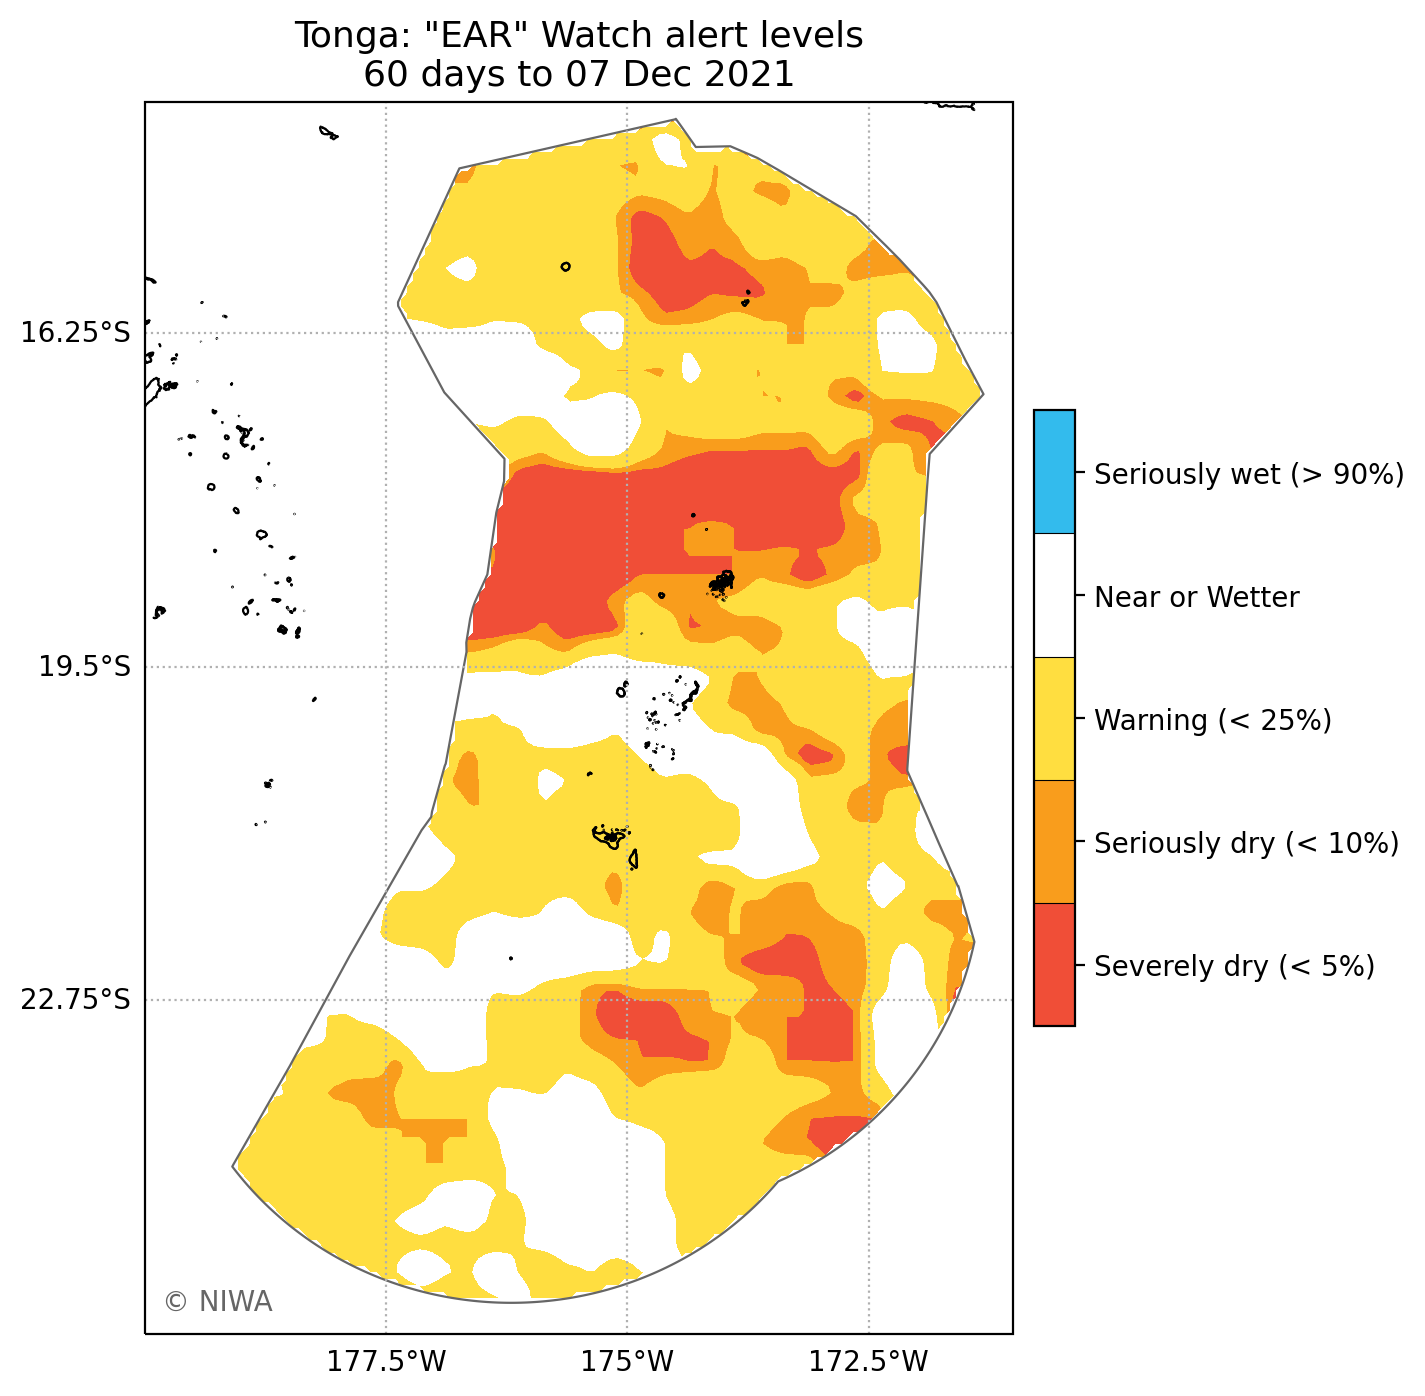 Tonga: "EAR" Watch alert levels
60 days to 07 Dec 2021
16.25°S
19.5°S
22.75°S
177.5°W
175°W
172.5°W
Seriously wet (> 90%)
Near or Wetter
Warning (< 25%)
Seriously dry (< 10%)
Severely dry (< 5%)
© NIWA